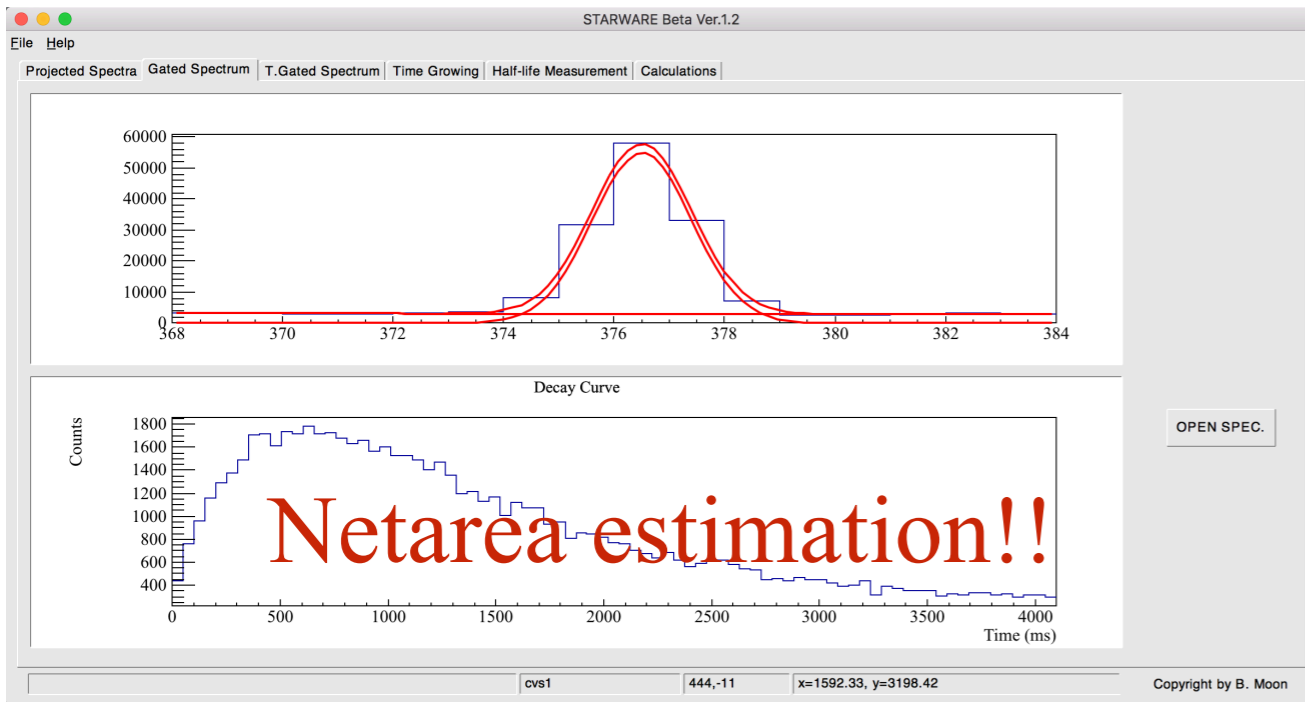 STARWARE Beta Ver.1.2
File Help
Projected Spectra Gated Spectrum T.Gated Spectrum Time Growing Half-life Measurement Calculations
60000
50000
40000
30000
20000
10000
0
368 370 372 374 376 378 380 382 384
Decay Curve
Counts
1800
1600
1400
1200
1000
800
600
400
0 500 1000 1500 2000 2500 3000 3500 4000
Time (ms)
Netarea estimation!!
OPEN SPEC.
cvs1 444,-11 x=1592.33, y=3198.42 Copyright by B. Moon